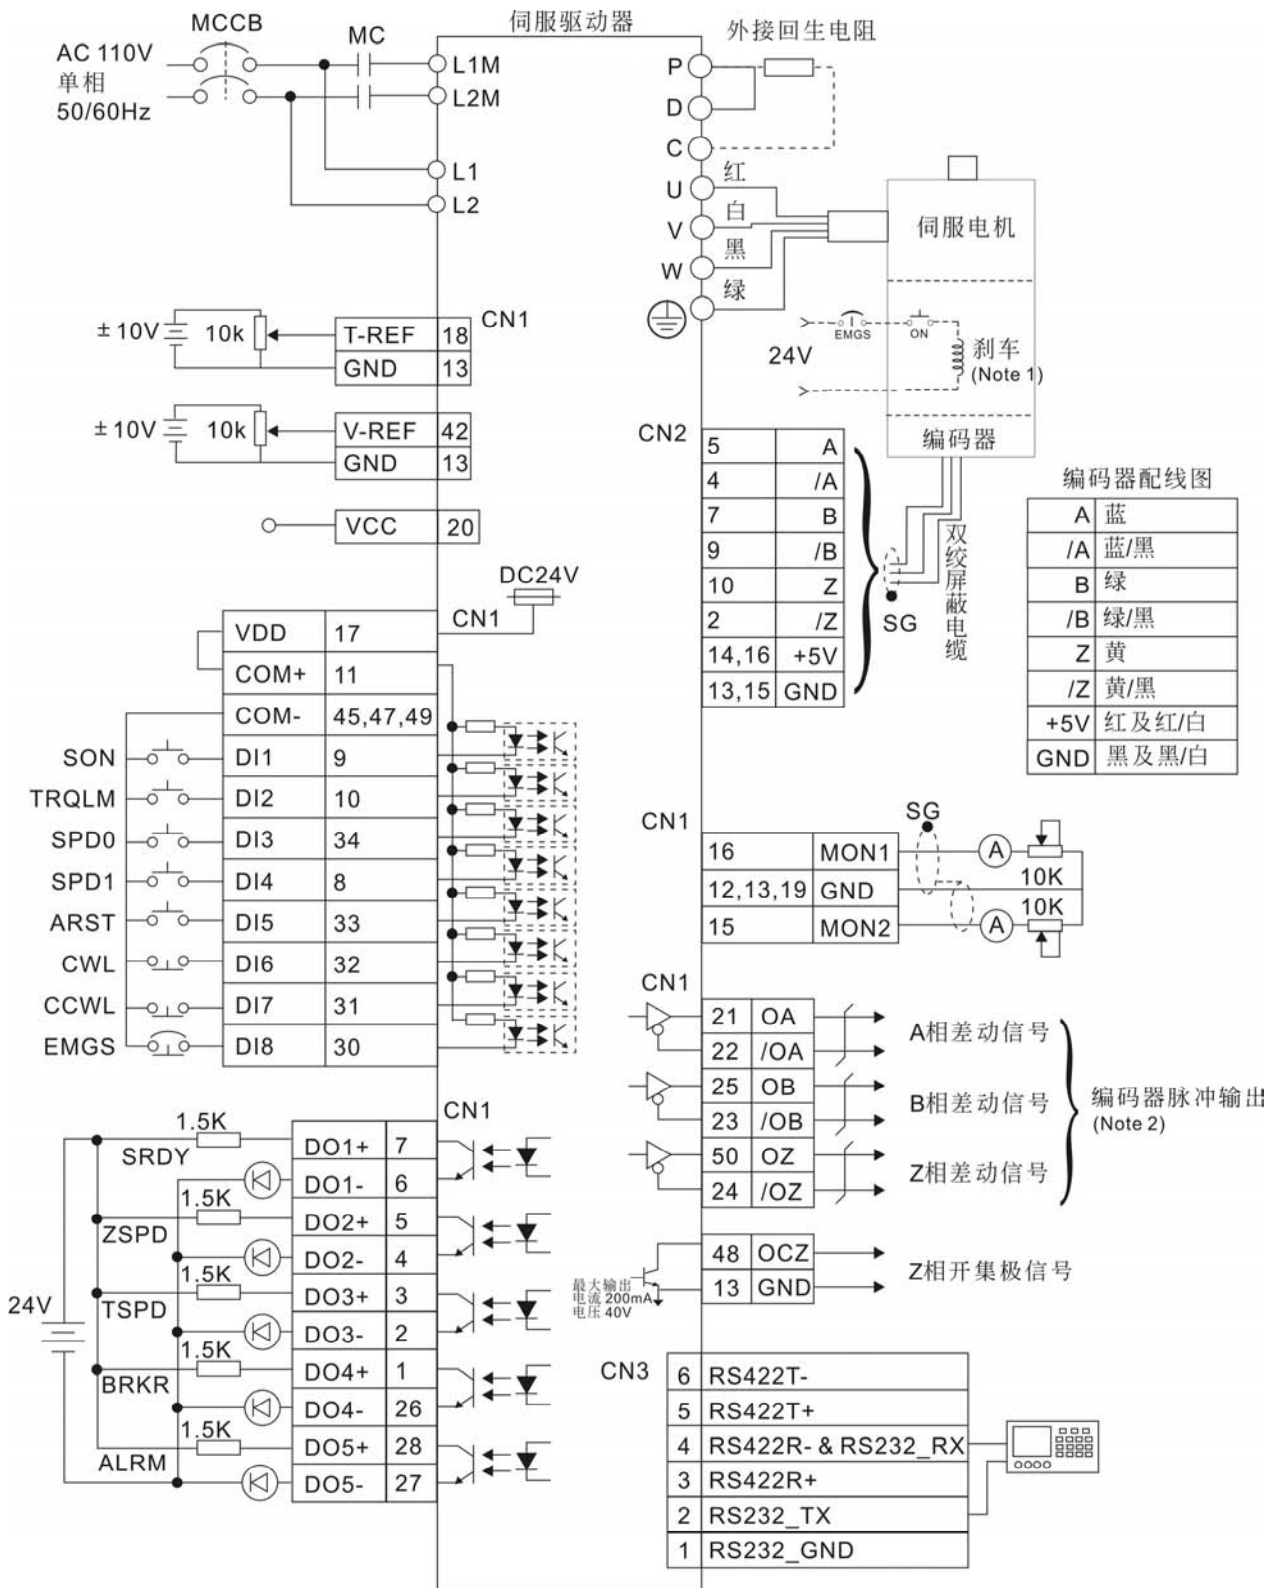 伺服驱动器
外接回生电阻
MCCB
MC
AC 110V
单相
50/60Hz
L1M
L2M
L1
L2
P
D
C
U
V
W
红
白
黑
绿
伺服电机
EMGS
ON
24V
刹车
(Note 1)
编码器
± 10V
10k
T-REF 18
GND 13
CN1
± 10V
10k
V-REF 42
GND 13
VCC 20
CN2
5 A
4 /A
7 B
9 /B
10 Z
2 /Z
14,16 +5V
13,15 GND
SG
双绞屏蔽电缆
编码器配线图
A 蓝
/A 蓝/黑
B 绿
/B 绿/黑
Z 黄
/Z 黄/黑
+5V 红及红/白
GND 黑及黑/白
DC24V
CN1
VDD 17
COM+ 11
COM- 45,47,49
SON DI1 9
TRQLM DI2 10
SPD0 DI3 34
SPD1 DI4 8
ARST DI5 33
CWL DI6 32
CCWL DI7 31
EMGS DI8 30
CN1
SG
16 MON1
12,13,19 GND
15 MON2
A
10K
10K
A
CN1
21 OA
22 /OA
25 OB
23 /OB
50 OZ
24 /OZ
A相差动信号
B相差动信号
Z相差动信号
编码器脉冲输出
(Note 2)
48 OCZ
13 GND
Z相开集极信号
最大输出
电流 200mA
电压 40V
CN1
24V
1.5K
SRDY
DO1+ 7
DO1- 6
1.5K
ZSPD
DO2+ 5
DO2- 4
1.5K
TSPD
DO3+ 3
DO3- 2
1.5K
BRKR
DO4+ 1
DO4- 26
1.5K
ALRM
DO5+ 28
DO5- 27
CN3
6 RS422T-
5 RS422T+
4 RS422R- & RS232_RX
3 RS422R+
2 RS232_TX
1 RS232_GND